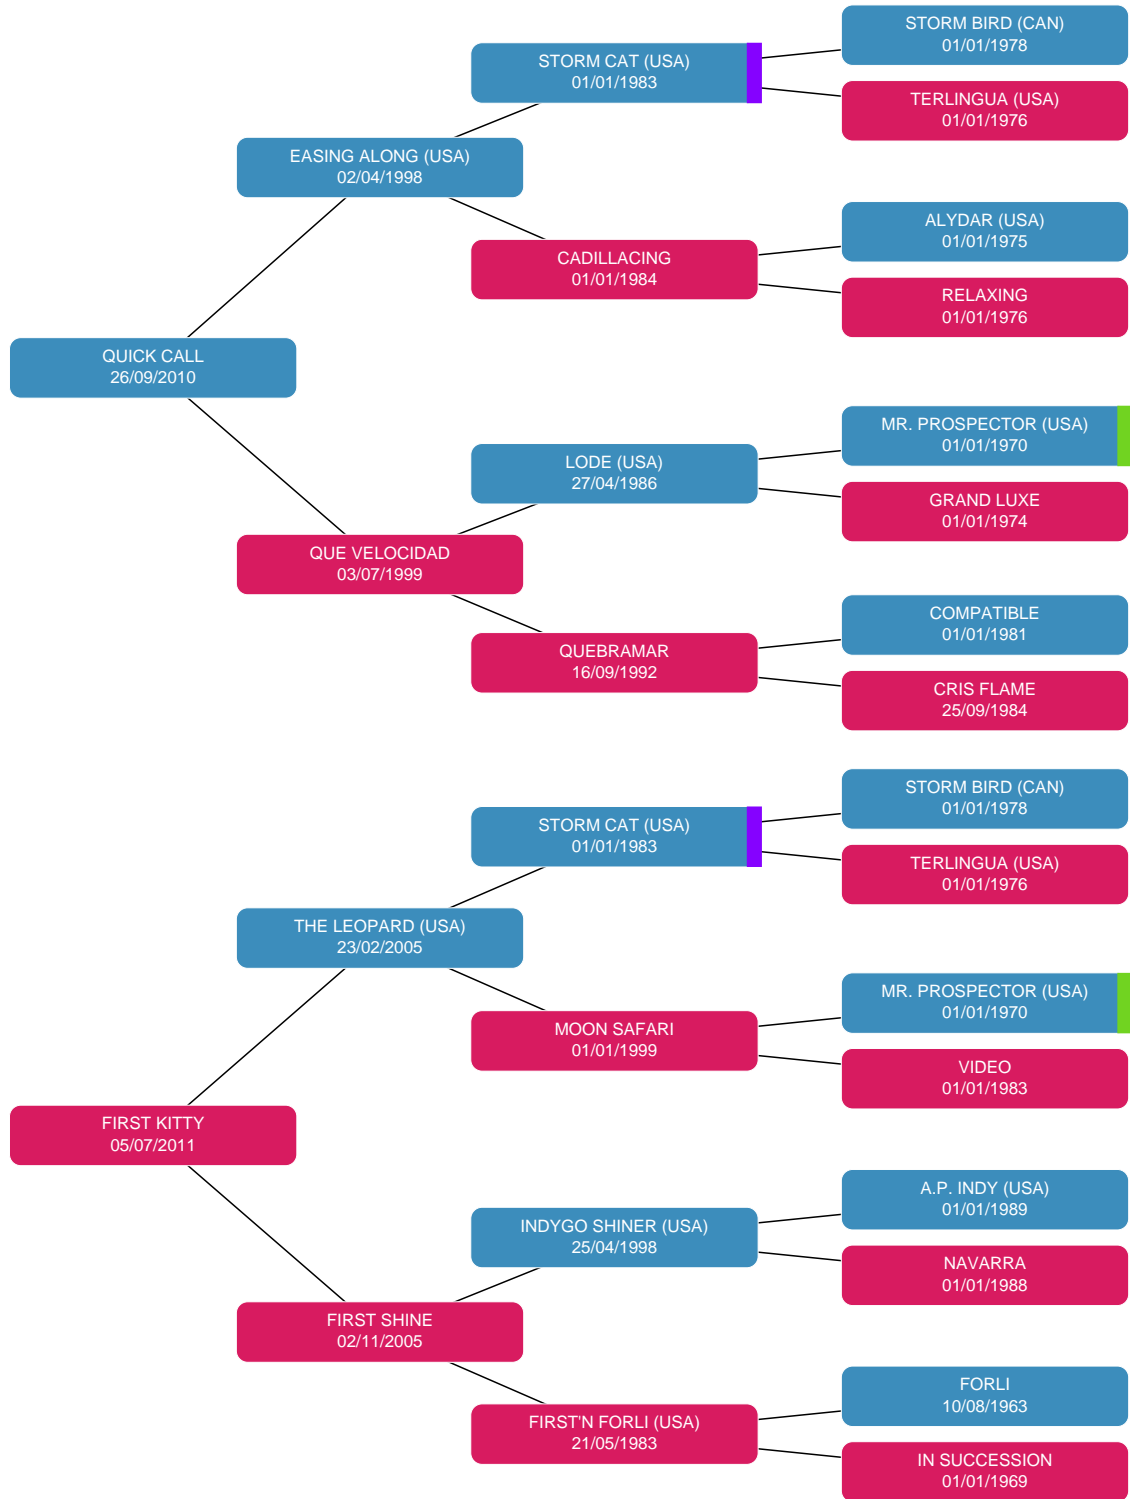 STORM BIRD (CAN)
01/01/1978
STORM CAT (USA)
01/01/1983
TERLINGUA (USA)
01/01/1976
EASING ALONG (USA)
02/04/1998
ALYDAR (USA)
01/01/1975
CADILLACING
01/01/1984
RELAXING
01/01/1976
QUICK CALL
26/09/2010
MR. PROSPECTOR (USA)
01/01/1970
LODE (USA)
27/04/1986
GRAND LUXE
01/01/1974
QUE VELOCIDAD
03/07/1999
COMPATIBLE
01/01/1981
QUEBRAMAR
16/09/1992
CRIS FLAME
25/09/1984
STORM BIRD (CAN)
01/01/1978
STORM CAT (USA)
01/01/1983
TERLINGUA (USA)
01/01/1976
THE LEOPARD (USA)
23/02/2005
MR. PROSPECTOR (USA)
01/01/1970
MOON SAFARI
01/01/1999
VIDEO
01/01/1983
FIRST KITTY
05/07/2011
A.P. INDY (USA)
01/01/1989
INDYGO SHINER (USA)
25/04/1998
NAVARRA
01/01/1988
FIRST SHINE
02/11/2005
FORLI
10/08/1963
FIRST'N FORLI (USA)
21/05/1983
IN SUCCESSION
01/01/1969